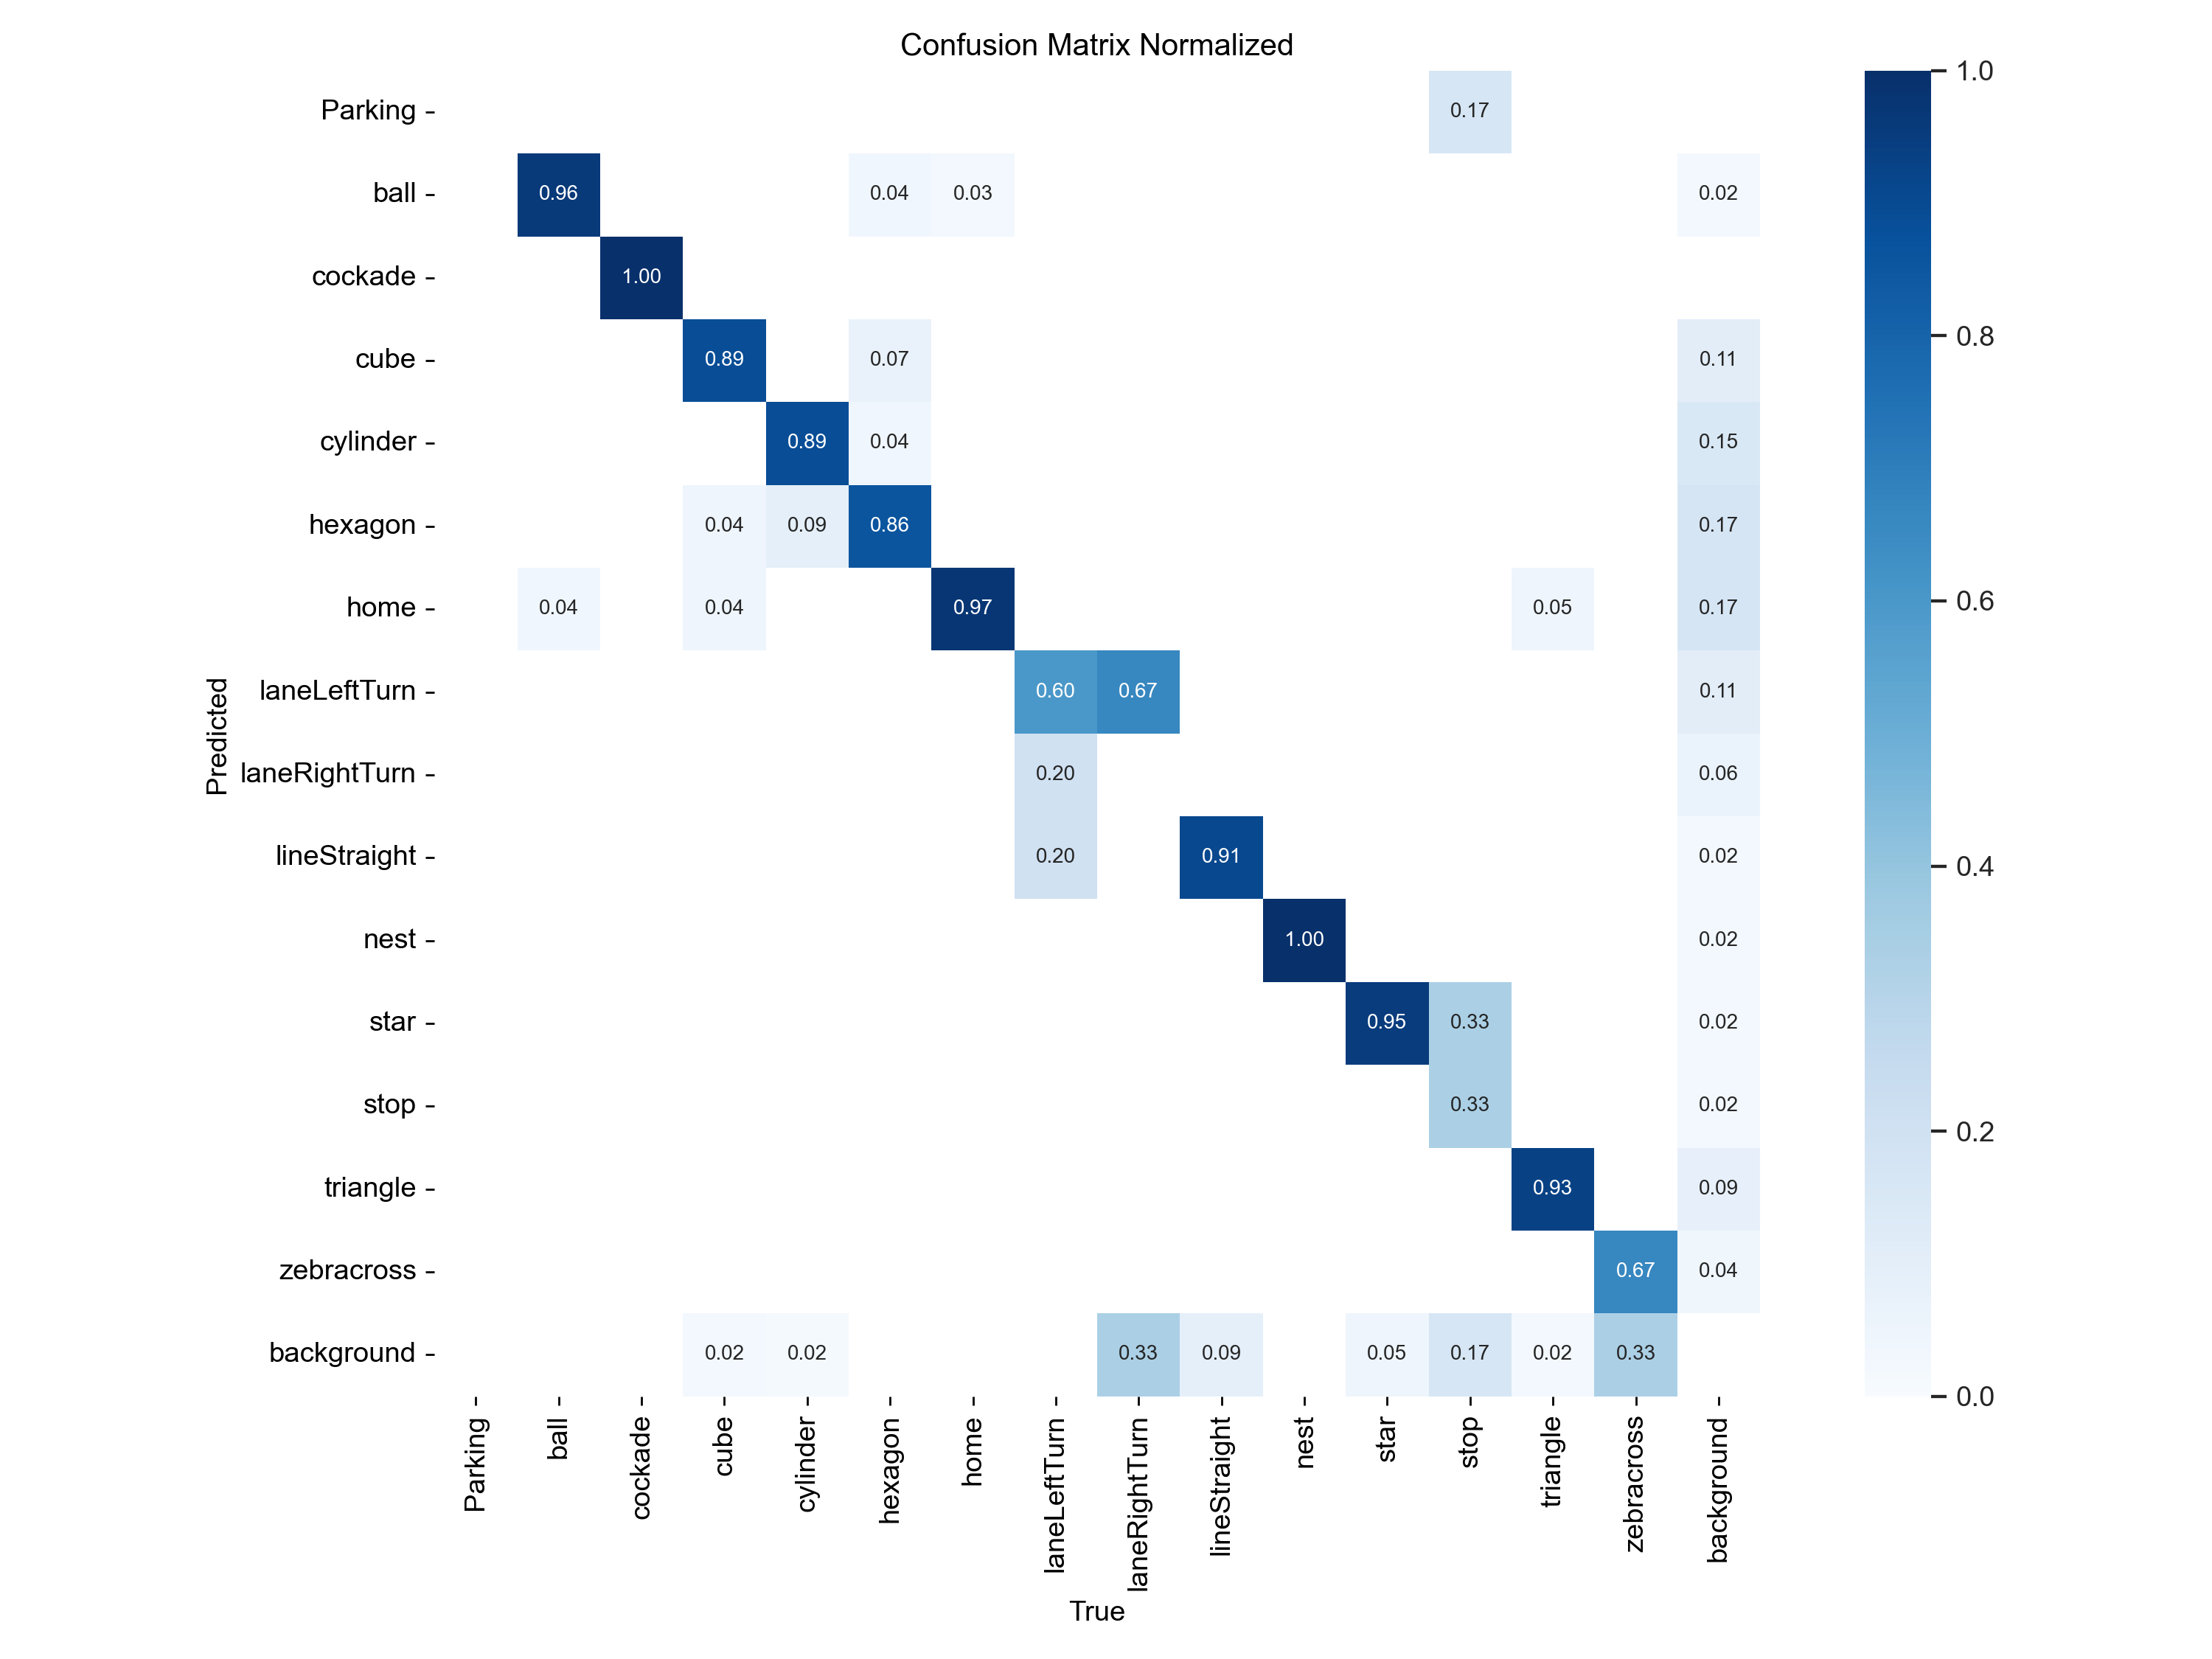 Confusion Matrix Normalized
Parking
0.17
ball
0.96
0.04
0.03
0.02
cockade
1.00
cube
0.89
0.07
0.11
cylinder
0.89
0.04
0.15
hexagon
0.04
0.09
0.86
0.17
home
0.04
0.04
0.97
0.05
0.17
laneLeftTurn
0.60
0.67
0.11
laneRightTurn
0.20
0.06
lineStraight
0.20
0.91
0.02
nest
1.00
0.02
star
0.95
0.33
0.02
stop
0.33
0.02
triangle
0.93
0.09
zebracross
0.67
0.04
background
0.02
0.02
0.33
0.09
0.05
0.17
0.02
0.33
Predicted
Parking
ball
cockade
cube
cylinder
hexagon
home
laneLeftTurn
laneRightTurn
lineStraight
nest
star
stop
triangle
zebracross
background
True
1.0
0.8
0.6
0.4
0.2
0.0